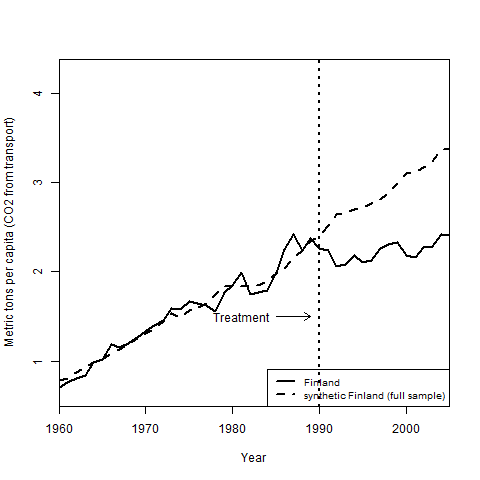 Metric tons per capita (CO2 from transport)
4
3
2
1
Treatment
Finland
synthetic Finland (full sample)
1960 1970 1980 1990 2000
Year